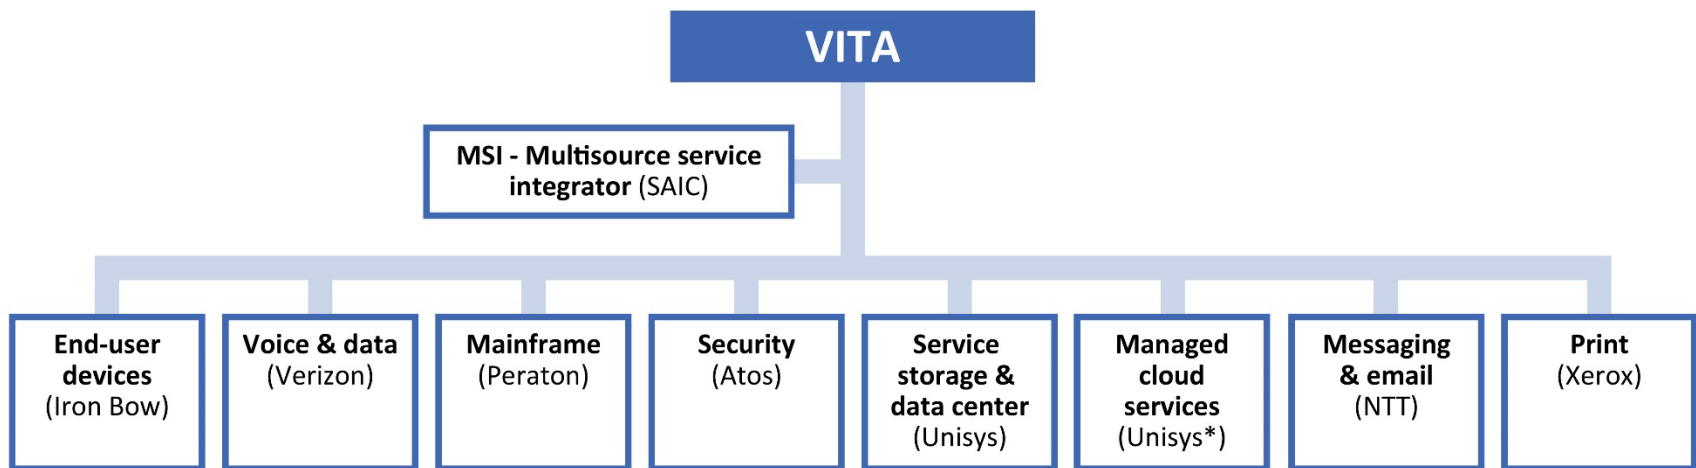 VITA
MSI - Multisource service
integrator (SAIC)
End-user
devices
(Iron Bow)
Voice & data
(Verizon)
Mainframe
(Peraton)
Security
(Atos)
Service
storage &
data center
(Unisys)
Managed
cloud
services
(Unisys*)
Messaging
& email
(NTT)
Print
(Xerox)